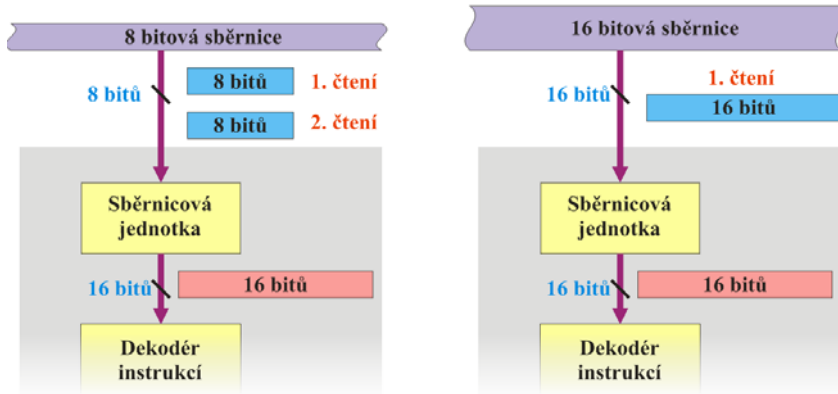 8 bitová sběrnice
8 bitů
8 bitů
1. čtení
8 bitů
2. čtení
Sběrnicová
jednotka
16 bitů
16 bitů
Dekodér
instrukcí
16 bitová sběrnice
1. čtení
16 bitů
16 bitů
Sběrnicová
jednotka
16 bitů
16 bitů
Dekodér
instrukcí